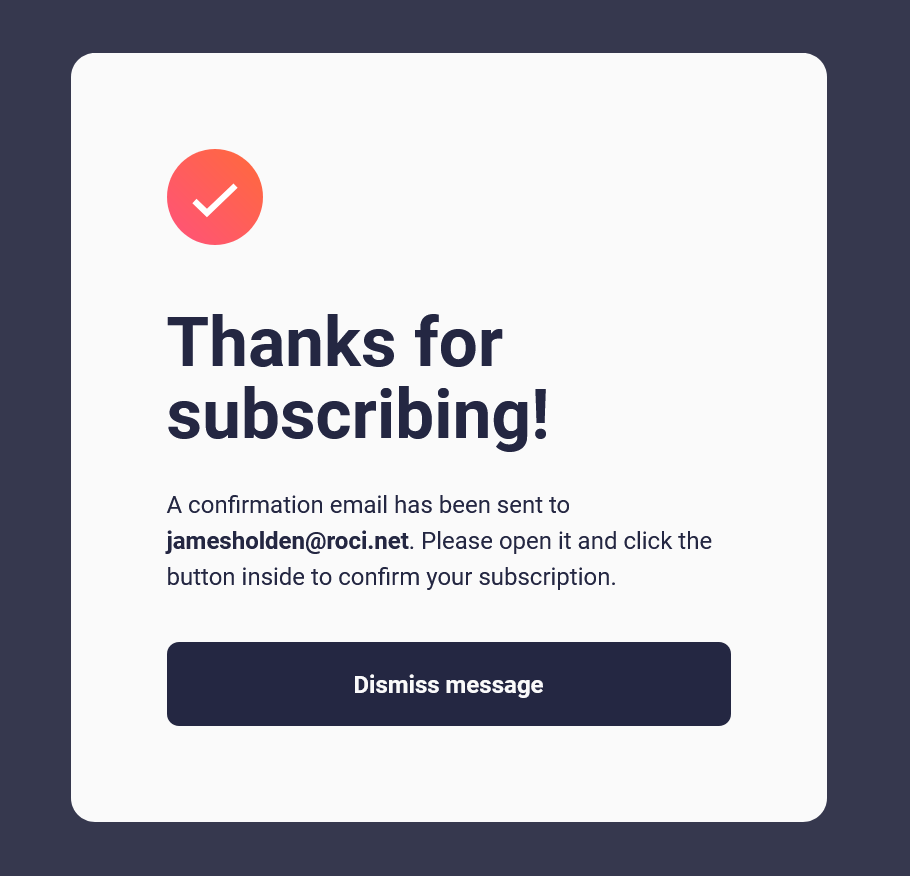 Thanks for
subscribing!
A confirmation email has been sent to
jamesholden@roci.net. Please open it and click the
button inside to confirm your subscription.
Dismiss message